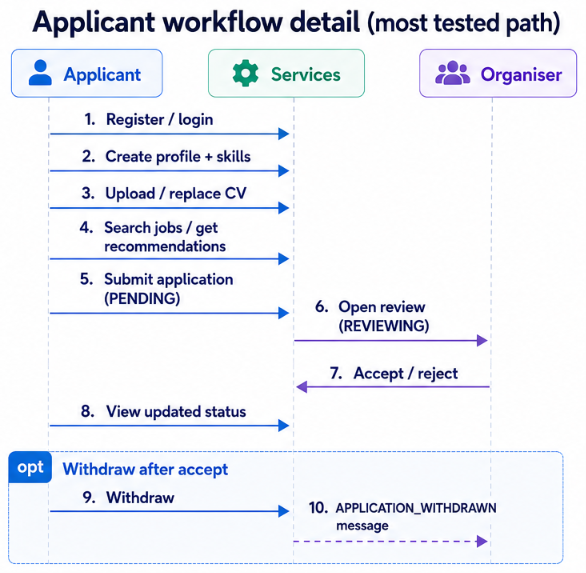 Applicant workflow detail (most tested path)
Applicant
Services
Organiser
1. Register / login
2. Create profile + skills
3. Upload / replace CV
4. Search jobs / get
recommendations
5. Submit application
(PENDING)
6. Open review
(REVIEWING)
7. Accept / reject
8. View updated status
opt Withdraw after accept
9. Withdraw
10. APPLICATION_WITHDRAWN
message